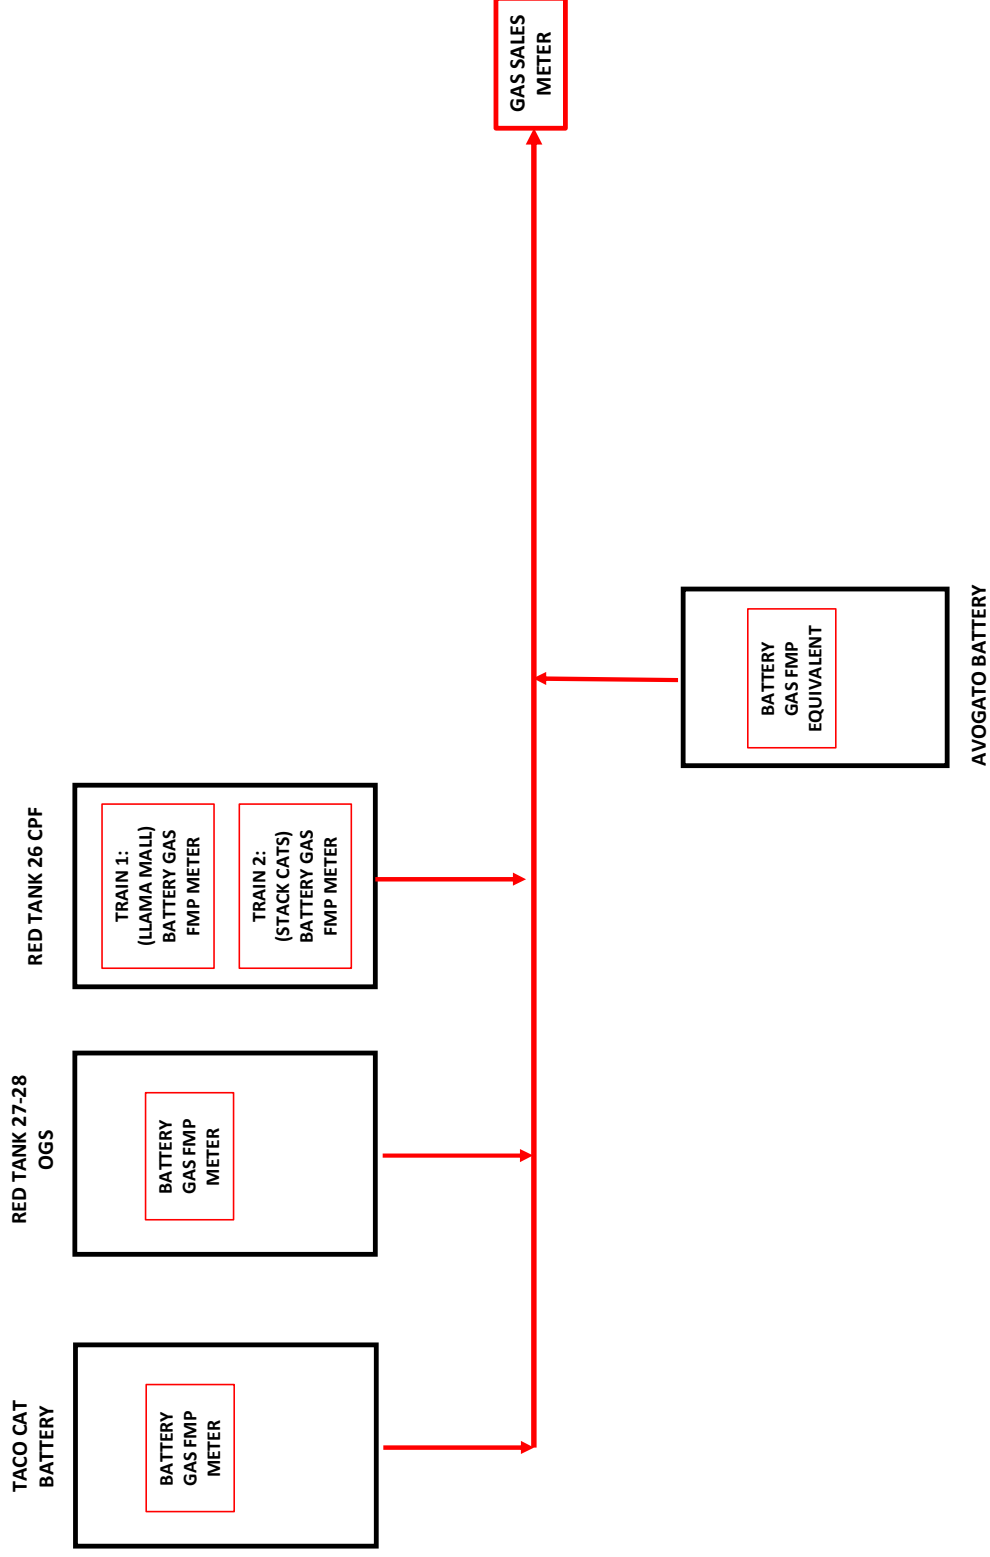 TACO CAT
BATTERY
BATTERY
GAS FMP
METER
RED TANK 27-28
OGS
BATTERY
GAS FMP
METER
RED TANK 26 CPF
TRAIN 1:
(LLAMA MALL)
BATTERY GAS
FMP METER
TRAIN 2:
(STACK CATS)
BATTERY GAS
FMP METER
BATTERY
GAS FMP
EQUIVALENT
AVOGATO BATTERY
GAS SALES
METER